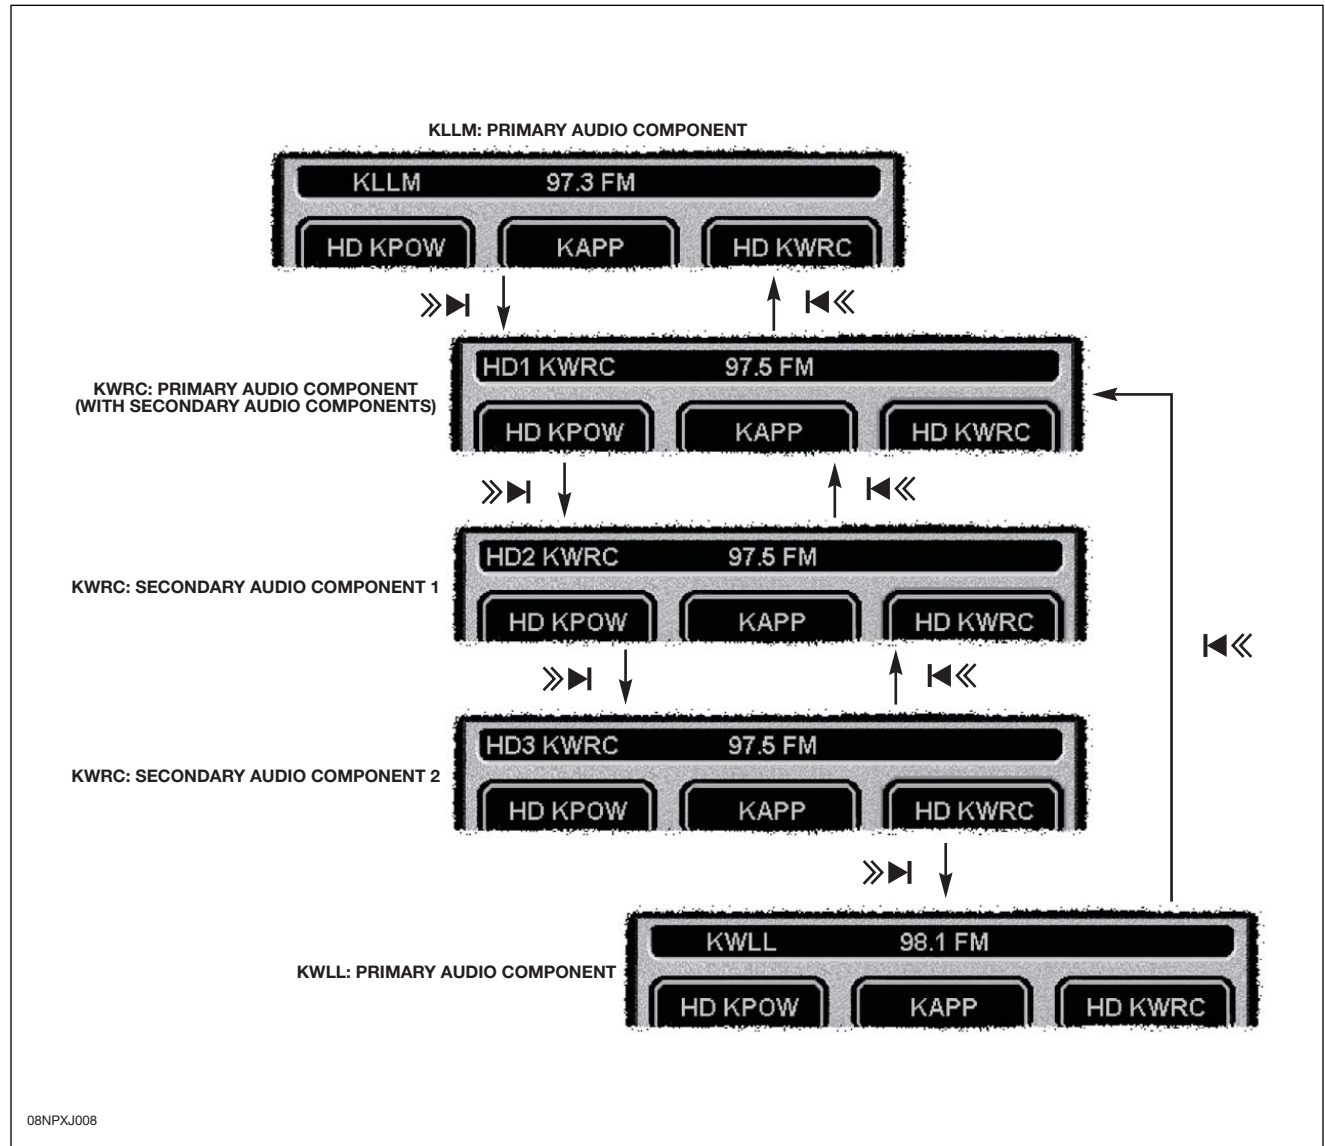 KLLM: PRIMARY AUDIO COMPONENT
KLLM 97.3 FM
HD KPOW KAPP HD KWRC
KWRC: PRIMARY AUDIO COMPONENT
(WITH SECONDARY AUDIO COMPONENTS)
HD1 KWRC 97.5 FM
HD KPOW KAPP HD KWRC
KWRC: SECONDARY AUDIO COMPONENT 1
HD2 KWRC 97.5 FM
HD KPOW KAPP HD KWRC
KWRC: SECONDARY AUDIO COMPONENT 2
HD3 KWRC 97.5 FM
HD KPOW KAPP HD KWRC
KWLL: PRIMARY AUDIO COMPONENT
KWLL 98.1 FM
HD KPOW KAPP HD KWRC
08NPXJ008